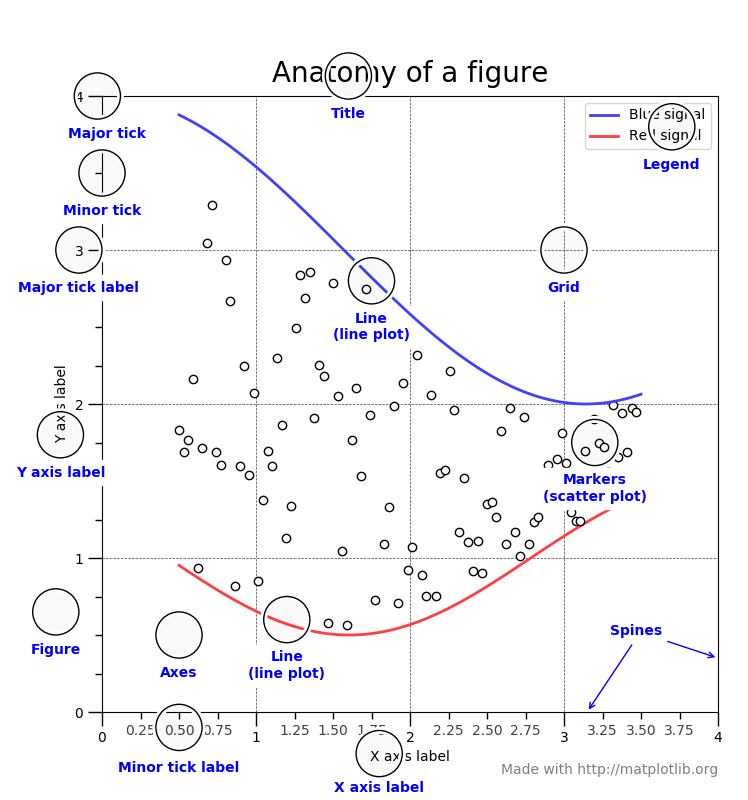 Anatomy of a figure
4
Blue signal
Red signal
Major tick
Title
Legend
Minor tick
3
Major tick label
Grid
Line
(line plot)
Y axis label
2
Y axis label
Markers
(scatter plot)
1
Figure
Axes
Line
(line plot)
Spines
0
0 0.25 0.50 0.75 1 1.25 1.50 1.75 2 2.25 2.50 2.75 3 3.25 3.50 3.75 4
X axis label
Minor tick label
Made with http://matplotlib.org
X axis label